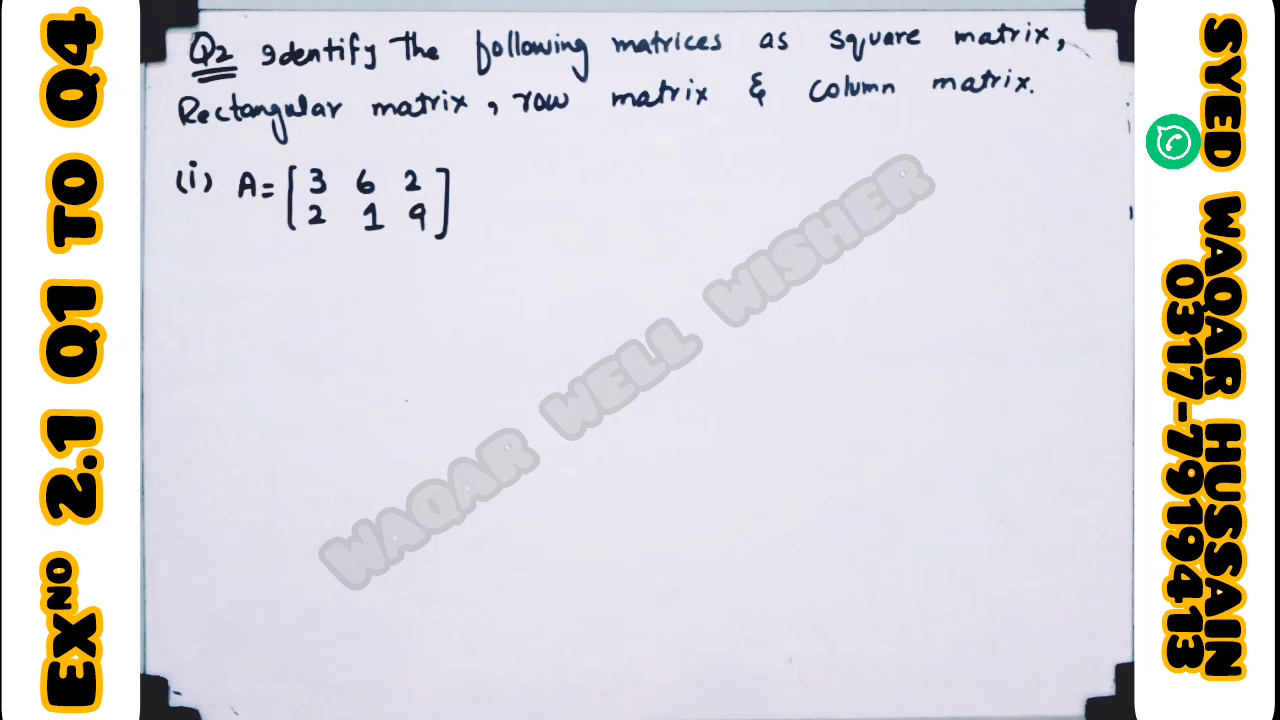 EXNO 2.1 Q1 TO Q4
Q2 Identify the following matrices as square matrix,
Rectangular matrix, row matrix & column matrix.
(i) A = [ 3 6 2
2 1 9 ]
WAQAR WELL WISHER
SYED WAQAR HUSSAIN
0317-7919413